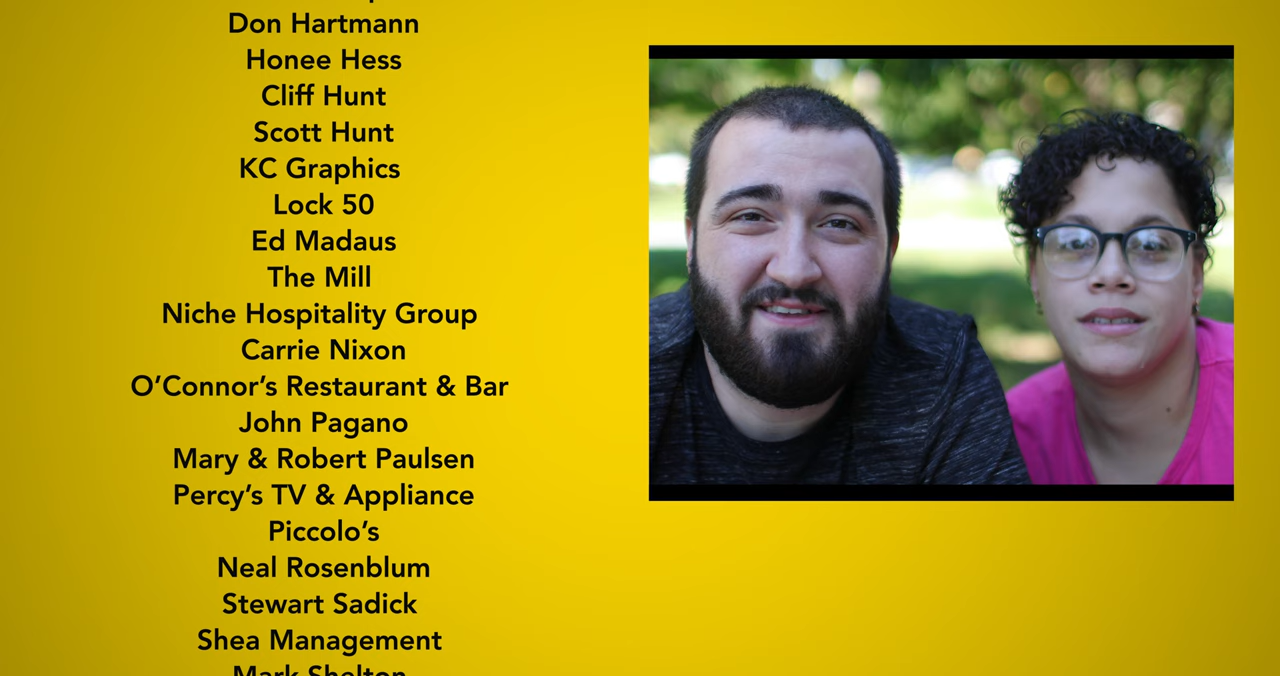 Don Hartmann
Honee Hess
Cliff Hunt
Scott Hunt
KC Graphics
Lock 50
Ed Madaus
The Mill
Niche Hospitality Group
Carrie Nixon
O’Connor’s Restaurant & Bar
John Pagano
Mary & Robert Paulsen
Percy’s TV & Appliance
Piccolo’s
Neal Rosenblum
Stewart Sadick
Shea Management
Mark Shelton